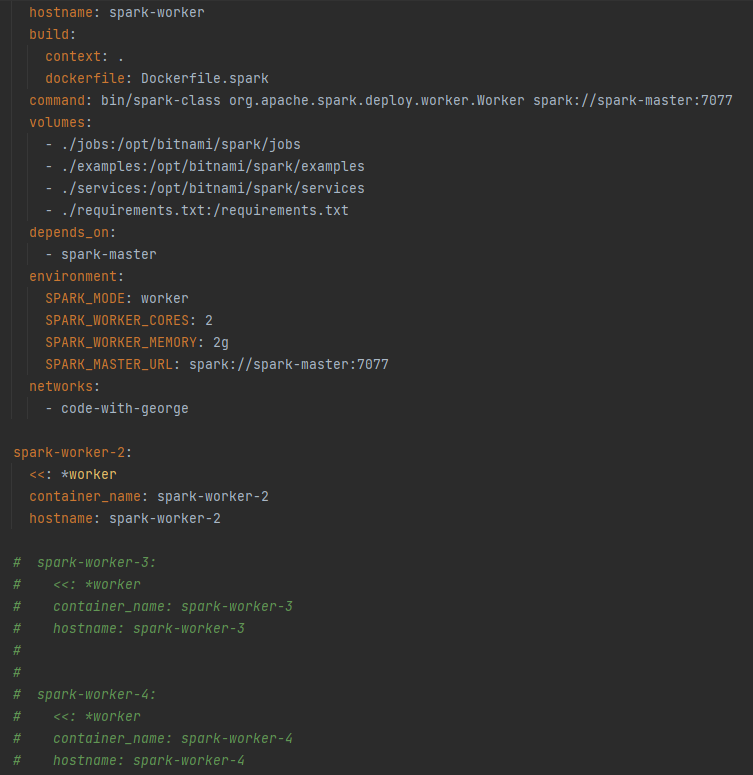 hostname: spark-worker
build:
context: .
dockerfile: Dockerfile.spark
command: bin/spark-class org.apache.spark.deploy.worker.Worker spark://spark-master:7077
volumes:
- ./jobs:/opt/bitnami/spark/jobs
- ./examples:/opt/bitnami/spark/examples
- ./services:/opt/bitnami/spark/services
- ./requirements.txt:/requirements.txt
depends_on:
- spark-master
environment:
SPARK_MODE: worker
SPARK_WORKER_CORES: 2
SPARK_WORKER_MEMORY: 2g
SPARK_MASTER_URL: spark://spark-master:7077
networks:
- code-with-george
spark-worker-2:
<<: *worker
container_name: spark-worker-2
hostname: spark-worker-2
# spark-worker-3:
# <<: *worker
# container_name: spark-worker-3
# hostname: spark-worker-3
#
#
# spark-worker-4:
# <<: *worker
# container_name: spark-worker-4
# hostname: spark-worker-4